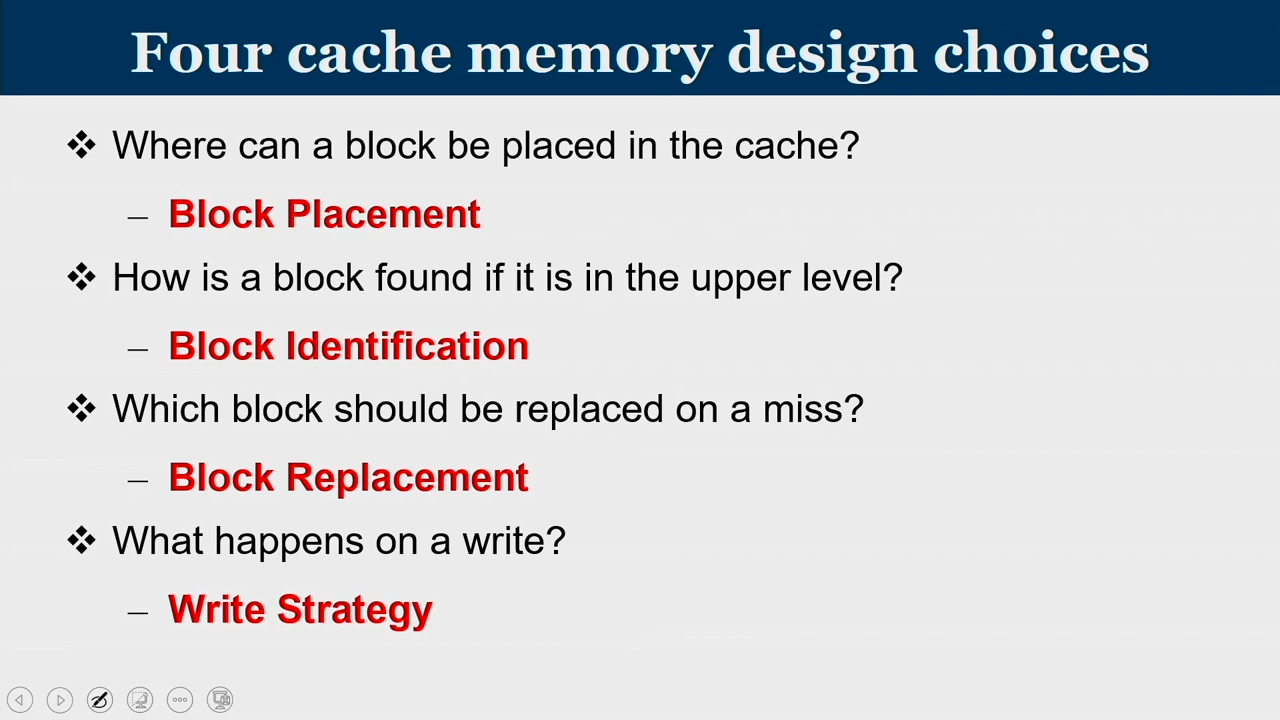 Four cache memory design choices
❖ Where can a block be placed in the cache?
– Block Placement
❖ How is a block found if it is in the upper level?
– Block Identification
❖ Which block should be replaced on a miss?
– Block Replacement
❖ What happens on a write?
– Write Strategy